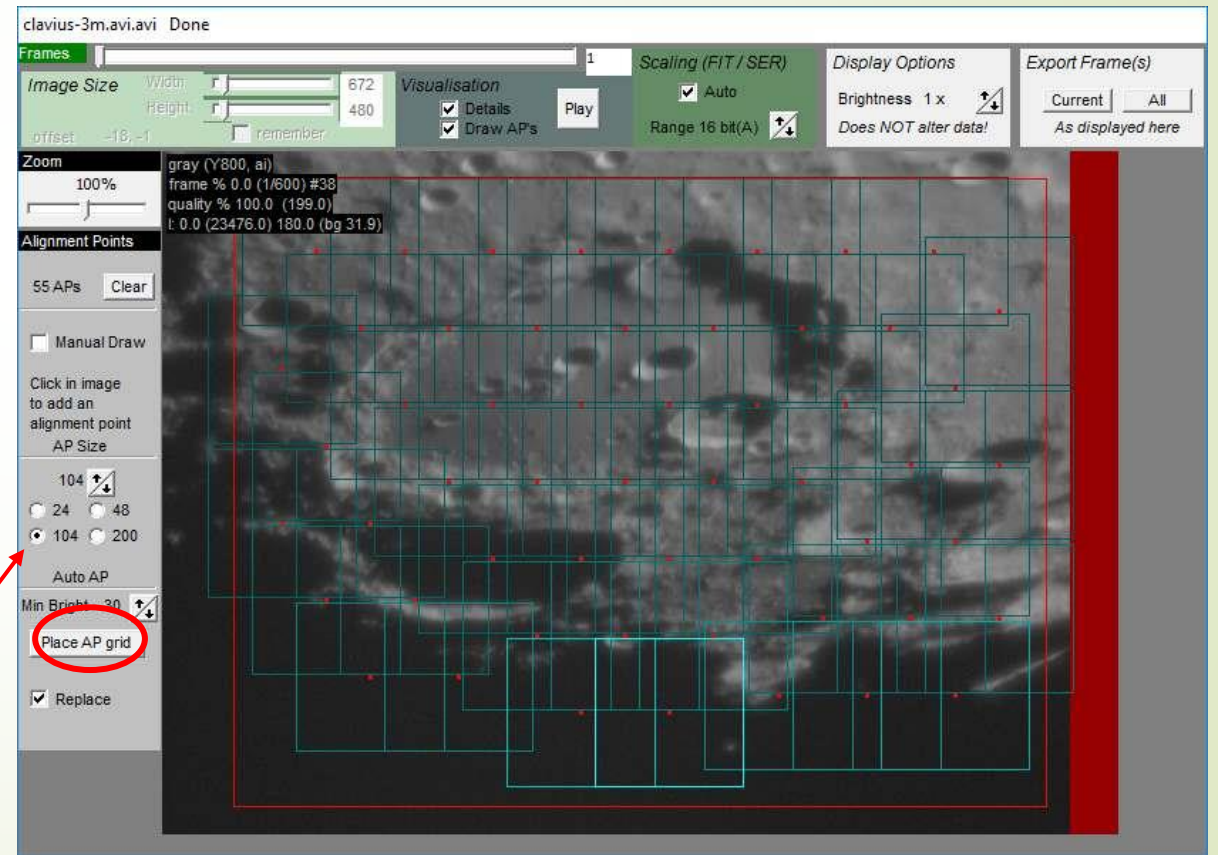 clavius-3m.avi.avi Done
Frames
1
Image Size
Width
672
Height
480
offset -18, -1
remember
Visualisation
Details
Draw AP's
Play
Scaling (FIT / SER)
Auto
Range 16 bit(A)
Display Options
Brightness 1 x
Does NOT alter data!
Export Frame(s)
Current All
As displayed here
Zoom
100%
Alignment Points
55 APs Clear
Manual Draw
Click in image
to add an
alignment point
AP Size
104
24 48
104 200
Auto AP
Min Bright 30
Place AP grid
Replace
gray (Y800, ai)
frame % 0.0 (1/600) #38
quality % 100.0 (199.0)
l: 0.0 (23476.0) 180.0 (bg 31.9)